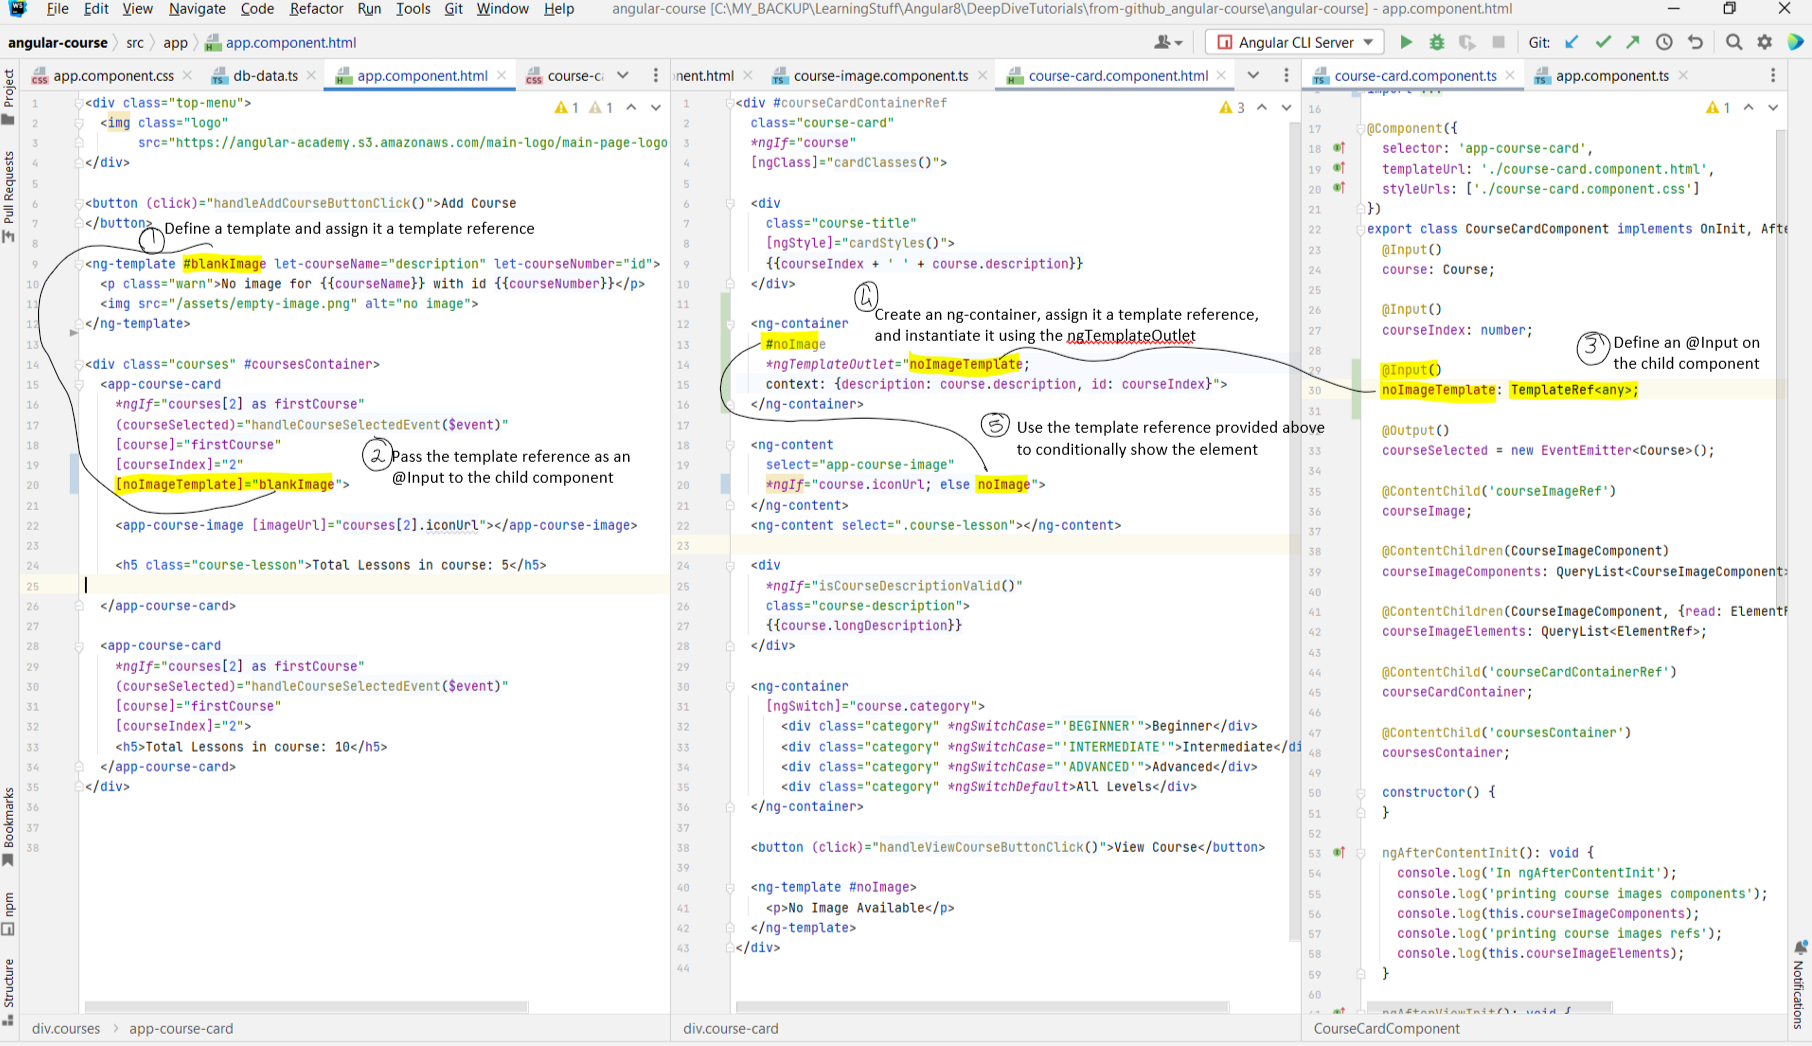 File Edit View Navigate Code Refactor Run Tools Git Window Help angular-course [C:\MY_BACKUP\LearningStuff\Angular8\DeepDiveTutorials\from-github_angular-course\angular-course] - app.component.html
angular-course src app app.component.html Angular CLI Server Git:
app.component.css db-data.ts app.component.html course-ca
nent.html course-image.component.ts course-card.component.html
course-card.component.ts app.component.ts
Project
Pull Requests
Bookmarks
npm
Structure
Notifications
1 1
1 <div class="top-menu">
2 <img class="logo"
3 src="https://angular-academy.s3.amazonaws.com/main-logo/main-page-logo
4 </div>
5
6 <button (click)="handleAddCourseButtonClick()">Add Course
7 </button>
1 Define a template and assign it a template reference
8
9 <ng-template #blankImage let-courseName="description" let-courseNumber="id">
10 <p class="warn">No image for {{courseName}} with id {{courseNumber}}</p>
11 <img src="/assets/empty-image.png" alt="no image">
12 </ng-template>
13
14 <div class="courses" #coursesContainer>
15 <app-course-card
16 *ngIf="courses[2] as firstCourse"
17 (courseSelected)="handleCourseSelectedEvent($event)"
18 [course]="firstCourse"
19 [courseIndex]="2"
20 [noImageTemplate]="blankImage">
2 Pass the template reference as an
@Input to the child component
21
22 <app-course-image [imageUrl]="courses[2].iconUrl"></app-course-image>
23
24 <h5 class="course-lesson">Total Lessons in course: 5</h5>
25
26 </app-course-card>
27
28 <app-course-card
29 *ngIf="courses[2] as firstCourse"
30 (courseSelected)="handleCourseSelectedEvent($event)"
31 [course]="firstCourse"
32 [courseIndex]="2">
33 <h5>Total Lessons in course: 10</h5>
34 </app-course-card>
35 </div>
36
37
38
div.courses app-course-card
3
1 <div #courseCardContainerRef
2 class="course-card"
3 *ngIf="course"
4 [ngClass]="cardClasses()">
5
6 <div
7 class="course-title"
8 [ngStyle]="cardStyles()">
9 {{courseIndex + ' ' + course.description}}
10 </div>
11
4 Create an ng-container, assign it a template reference,
and instantiate it using the ngTemplateOutlet
12 <ng-container
13 #noImage
14 *ngTemplateOutlet="noImageTemplate;
15 context: {description: course.description, id: courseIndex}">
16 </ng-container>
17
5 Use the template reference provided above
to conditionally show the element
18 <ng-content
19 select="app-course-image"
20 *ngIf="course.iconUrl; else noImage">
21 </ng-content>
22 <ng-content select=".course-lesson"></ng-content>
23
24 <div
25 *ngIf="isCourseDescriptionValid()"
26 class="course-description">
27 {{course.longDescription}}
28 </div>
29
30 <ng-container
31 [ngSwitch]="course.category">
32 <div class="category" *ngSwitchCase="'BEGINNER'">Beginner</div>
33 <div class="category" *ngSwitchCase="'INTERMEDIATE'">Intermediate</di
34 <div class="category" *ngSwitchCase="'ADVANCED'">Advanced</div>
35 <div class="category" *ngSwitchDefault>All Levels</div>
36 </ng-container>
37
38 <button (click)="handleViewCourseButtonClick()">View Course</button>
39
40 <ng-template #noImage>
41 <p>No Image Available</p>
42 </ng-template>
43 </div>
44
div.course-card
1
import ...
16
17 @Component({
18 selector: 'app-course-card',
19 templateUrl: './course-card.component.html',
20 styleUrls: ['./course-card.component.css']
21 })
22 export class CourseCardComponent implements OnInit, Afte
23 @Input()
24 course: Course;
25
26 @Input()
27 courseIndex: number;
28
3 Define an @Input on
the child component
29 @Input()
30 noImageTemplate: TemplateRef<any>;
31
32 @Output()
33 courseSelected = new EventEmitter<Course>();
34
35 @ContentChild('courseImageRef')
36 courseImage;
37
38 @ContentChildren(CourseImageComponent)
39 courseImageComponents: QueryList<CourseImageComponent>
40
41 @ContentChildren(CourseImageComponent, {read: ElementR
42 courseImageElements: QueryList<ElementRef>;
43
44 @ContentChild('courseCardContainerRef')
45 courseCardContainer;
46
47 @ContentChild('coursesContainer')
48 coursesContainer;
49
50 constructor() {
51 }
52
53 ngAfterContentInit(): void {
54 console.log('In ngAfterContentInit');
55 console.log('printing course images components');
56 console.log(this.courseImageComponents);
57 console.log('printing course images refs');
58 console.log(this.courseImageElements);
59 }
60
ngAfterViewInit(): void {
CourseCardComponent